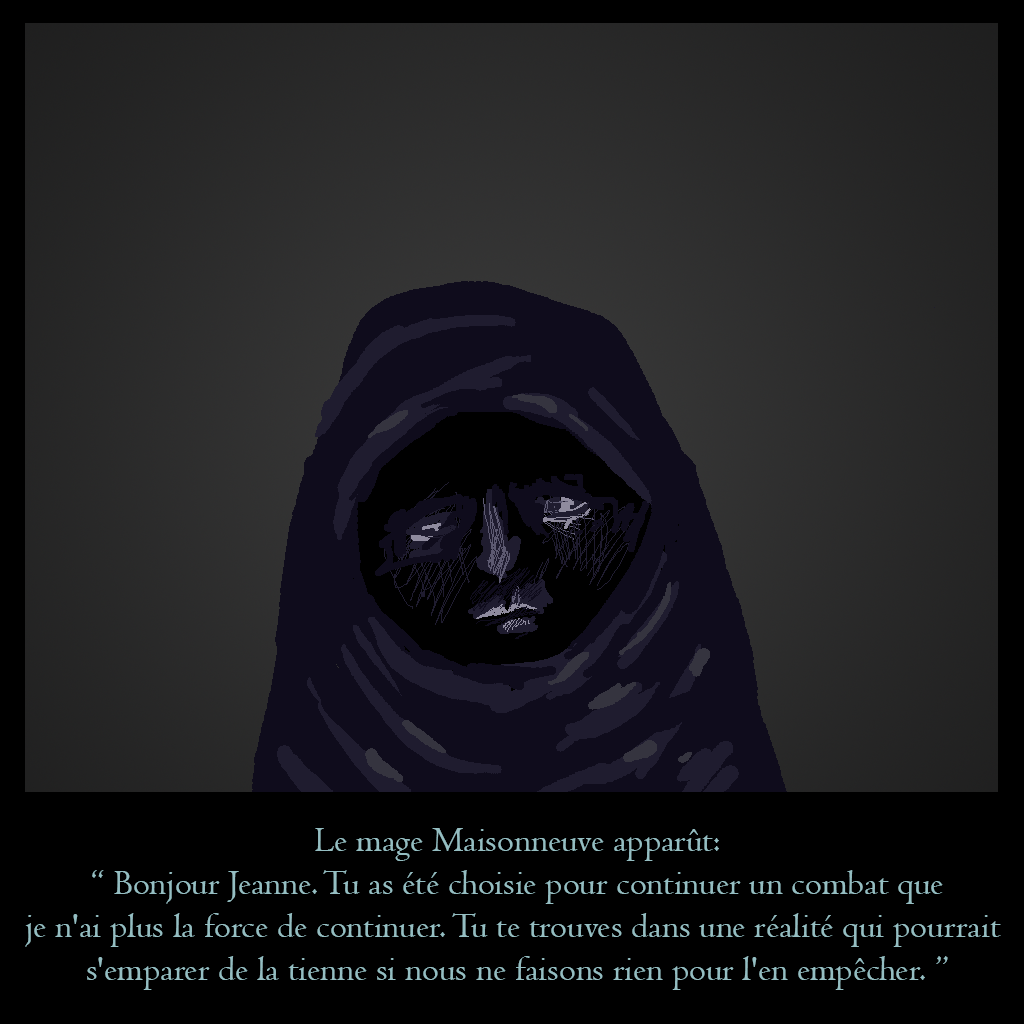 Le mage Maisonneuve apparût:
“ Bonjour Jeanne. Tu as été choisie pour continuer un combat que
je n'ai plus la force de continuer. Tu te trouves dans une réalité qui pourrait
s'emparer de la tienne si nous ne faisons rien pour l'en empêcher. ”